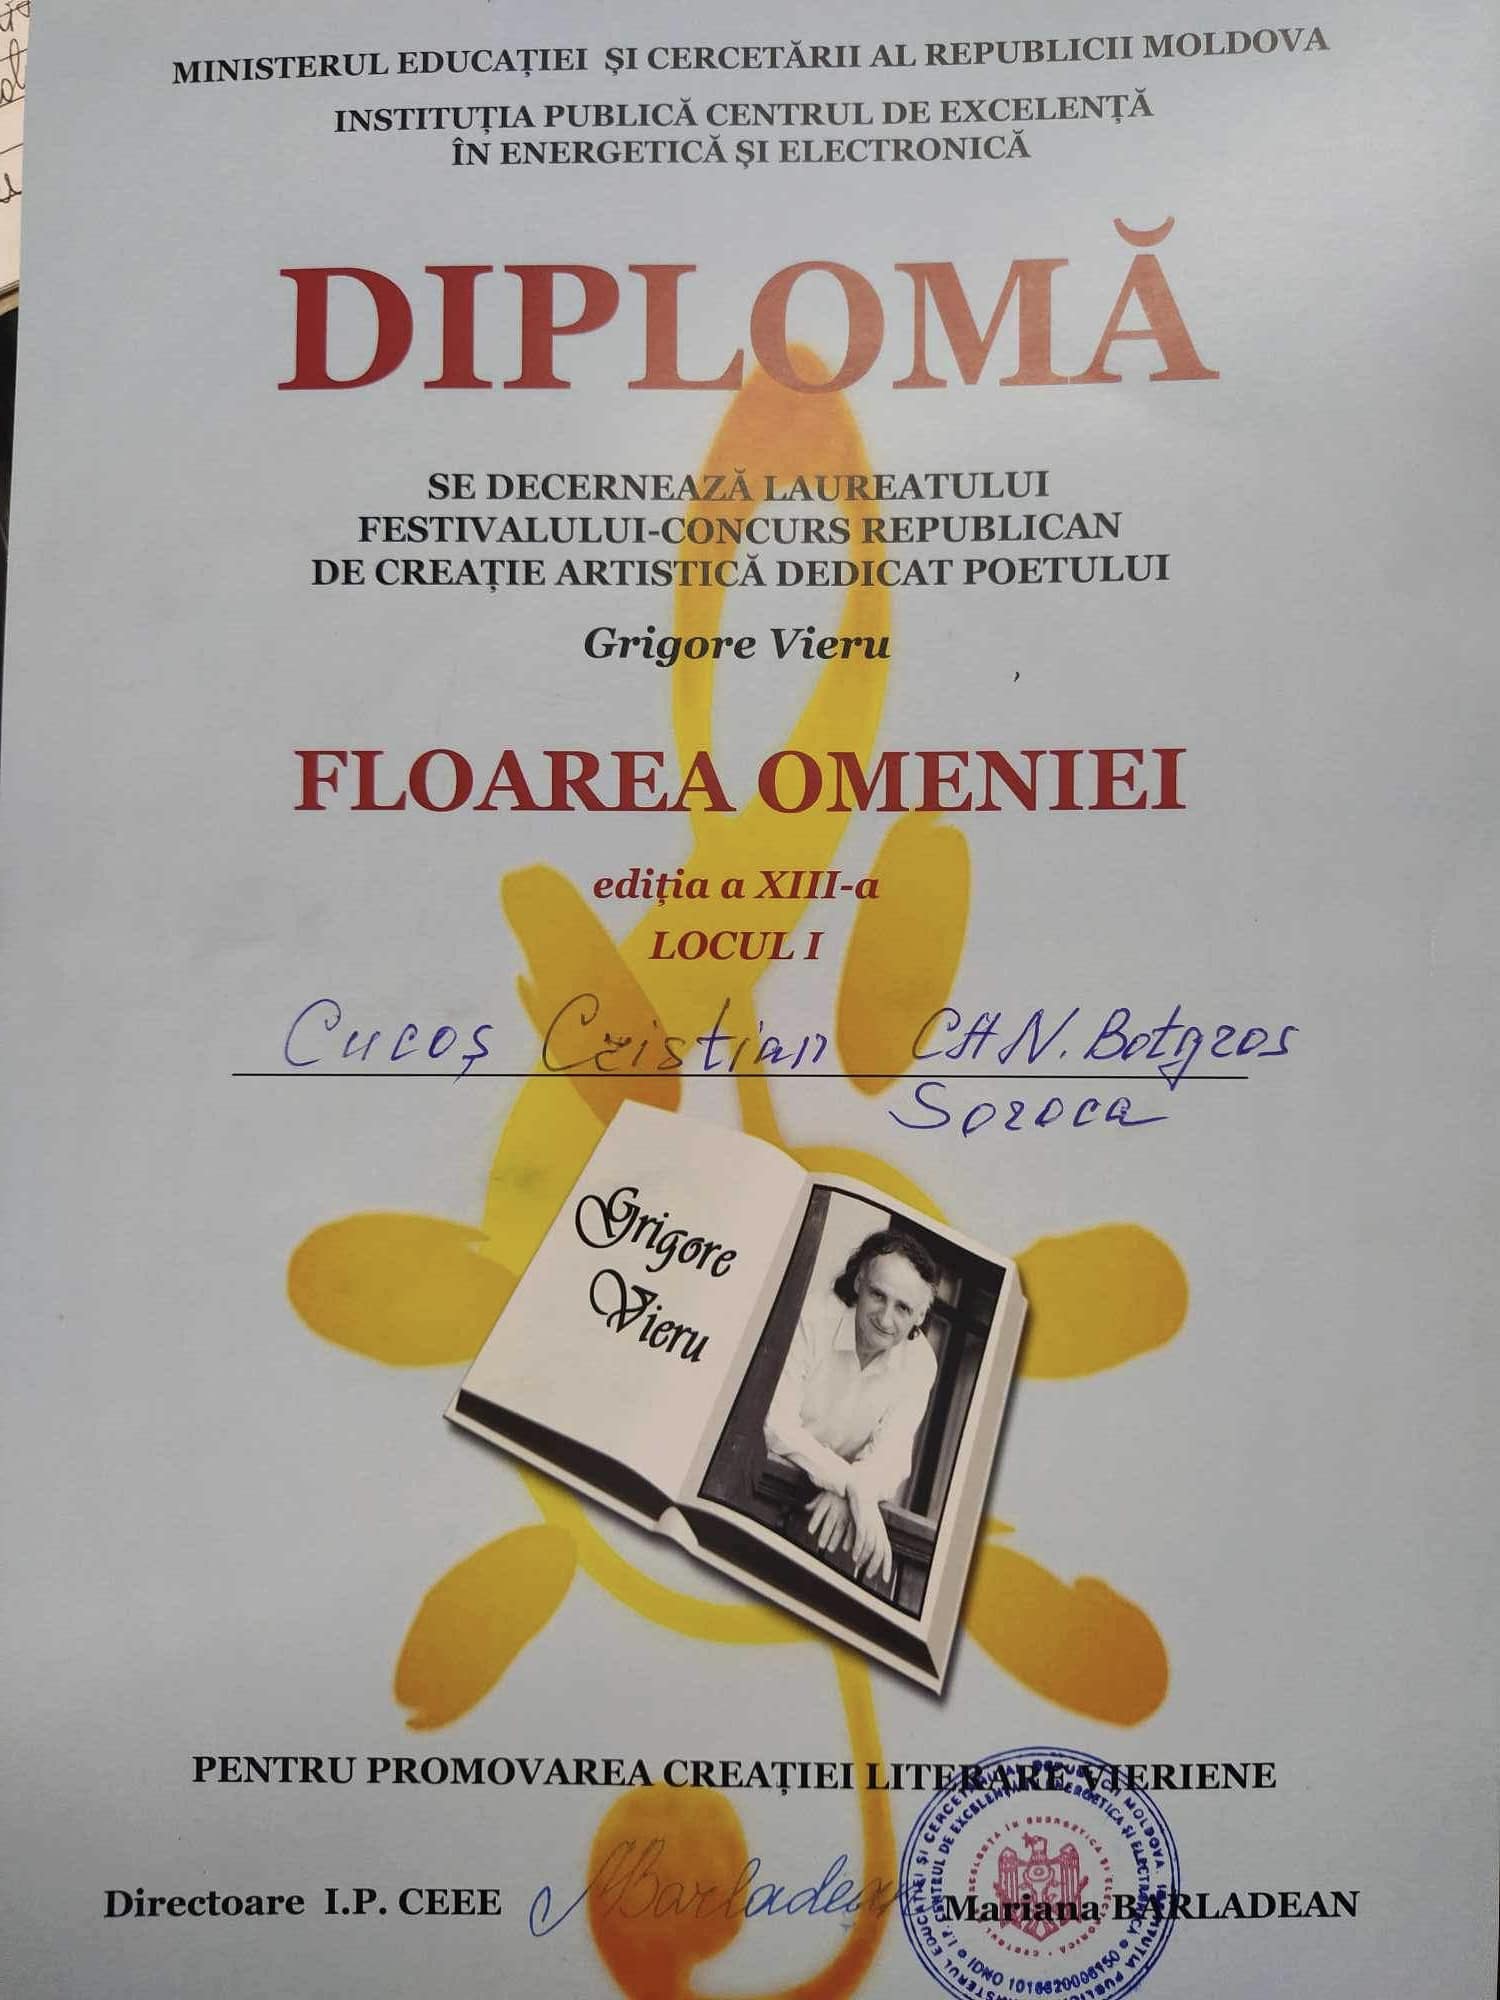 MINISTERUL EDUCAȚIEI ȘI CERCETĂRII AL REPUBLICII MOLDOVA
INSTITUȚIA PUBLICĂ CENTRUL DE EXCELENȚĂ
ÎN ENERGETICĂ ȘI ELECTRONICĂ
DIPLOMĂ
SE DECERNEAZĂ LAUREATULUI
FESTIVALULUI-CONCURS REPUBLICAN
DE CREAȚIE ARTISTICĂ DEDICAT POETULUI
Grigore Vieru
FLOAREA OMENIEI
ediția a XIII-a
LOCUL I
Cucoș Cristian CH N. Botgros
Soroca
Grigore
Vieru
PENTRU PROMOVAREA CREAȚIEI LITERARE VIERIENE
Directoare I.P. CEEE MBarladean Mariana BARLADEAN